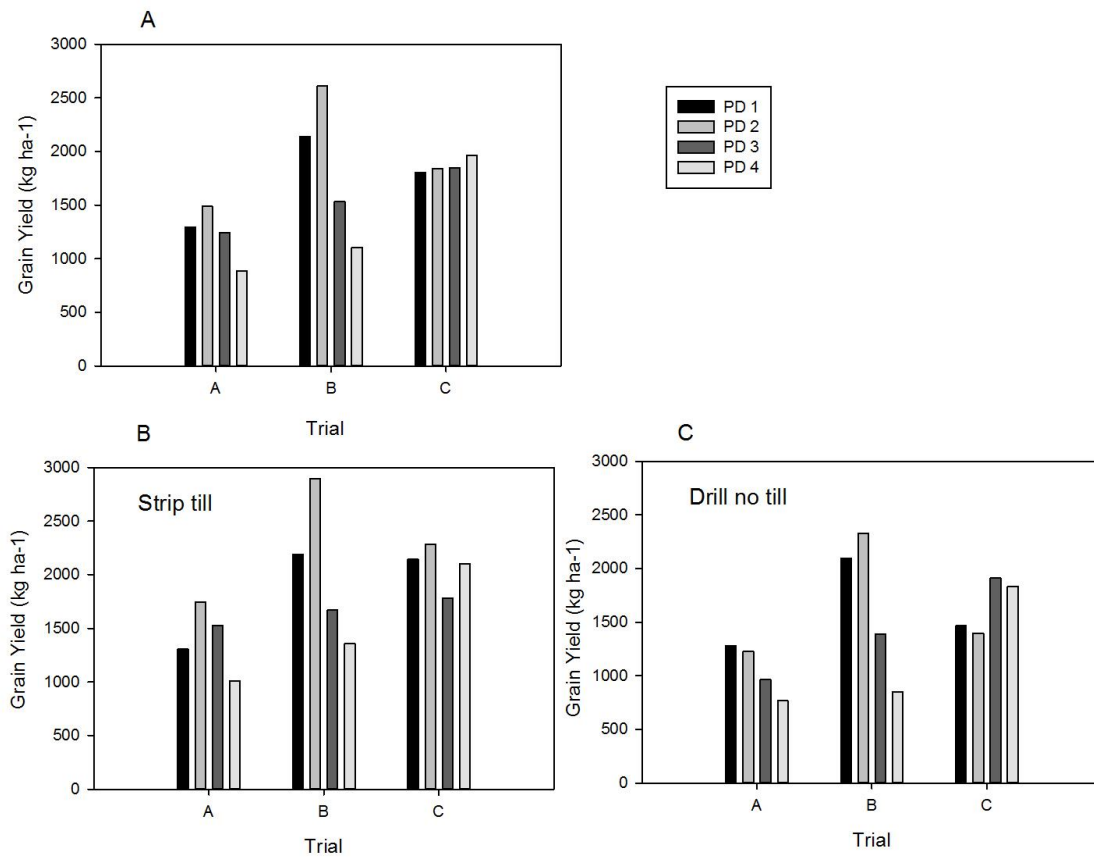 A
3000
2500
2000
1500
1000
500
0
Grain Yield (kg ha-1)
A B C
Trial
PD 1
PD 2
PD 3
PD 4
B
Strip till
3000
2500
2000
1500
1000
500
0
Grain Yield (kg ha-1)
A B C
Trial
C
Drill no till
3000
2500
2000
1500
1000
500
0
Grain Yield (kg ha-1)
A B C
Trial